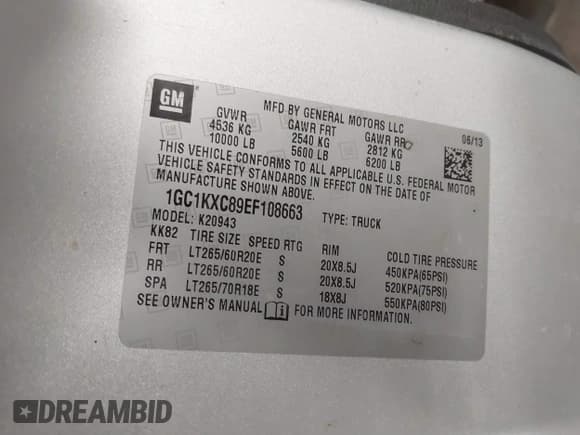 GM
MFD BY GENERAL MOTORS LLC
06/13
GVWR GAWR FRT GAWR RR
4536 KG 2540 KG 2812 KG
10000 LB 5600 LB 6200 LB
THIS VEHICLE CONFORMS TO ALL APPLICABLE U.S. FEDERAL MOTOR
VEHICLE SAFETY STANDARDS IN EFFECT ON THE DATE OF
MANUFACTURE SHOWN ABOVE.
1GC1KXC89EF108663 TYPE: TRUCK
MODEL: K20943
KK82 TIRE SIZE SPEED RTG RIM COLD TIRE PRESSURE
FRT LT265/60R20E S 20X8.5J 450KPA(65PSI)
RR LT265/60R20E S 20X8.5J 520KPA(75PSI)
SPA LT265/70R18E S 18X8J 550KPA(80PSI)
SEE OWNER'S MANUAL FOR MORE INFORMATION.
DREAMBID